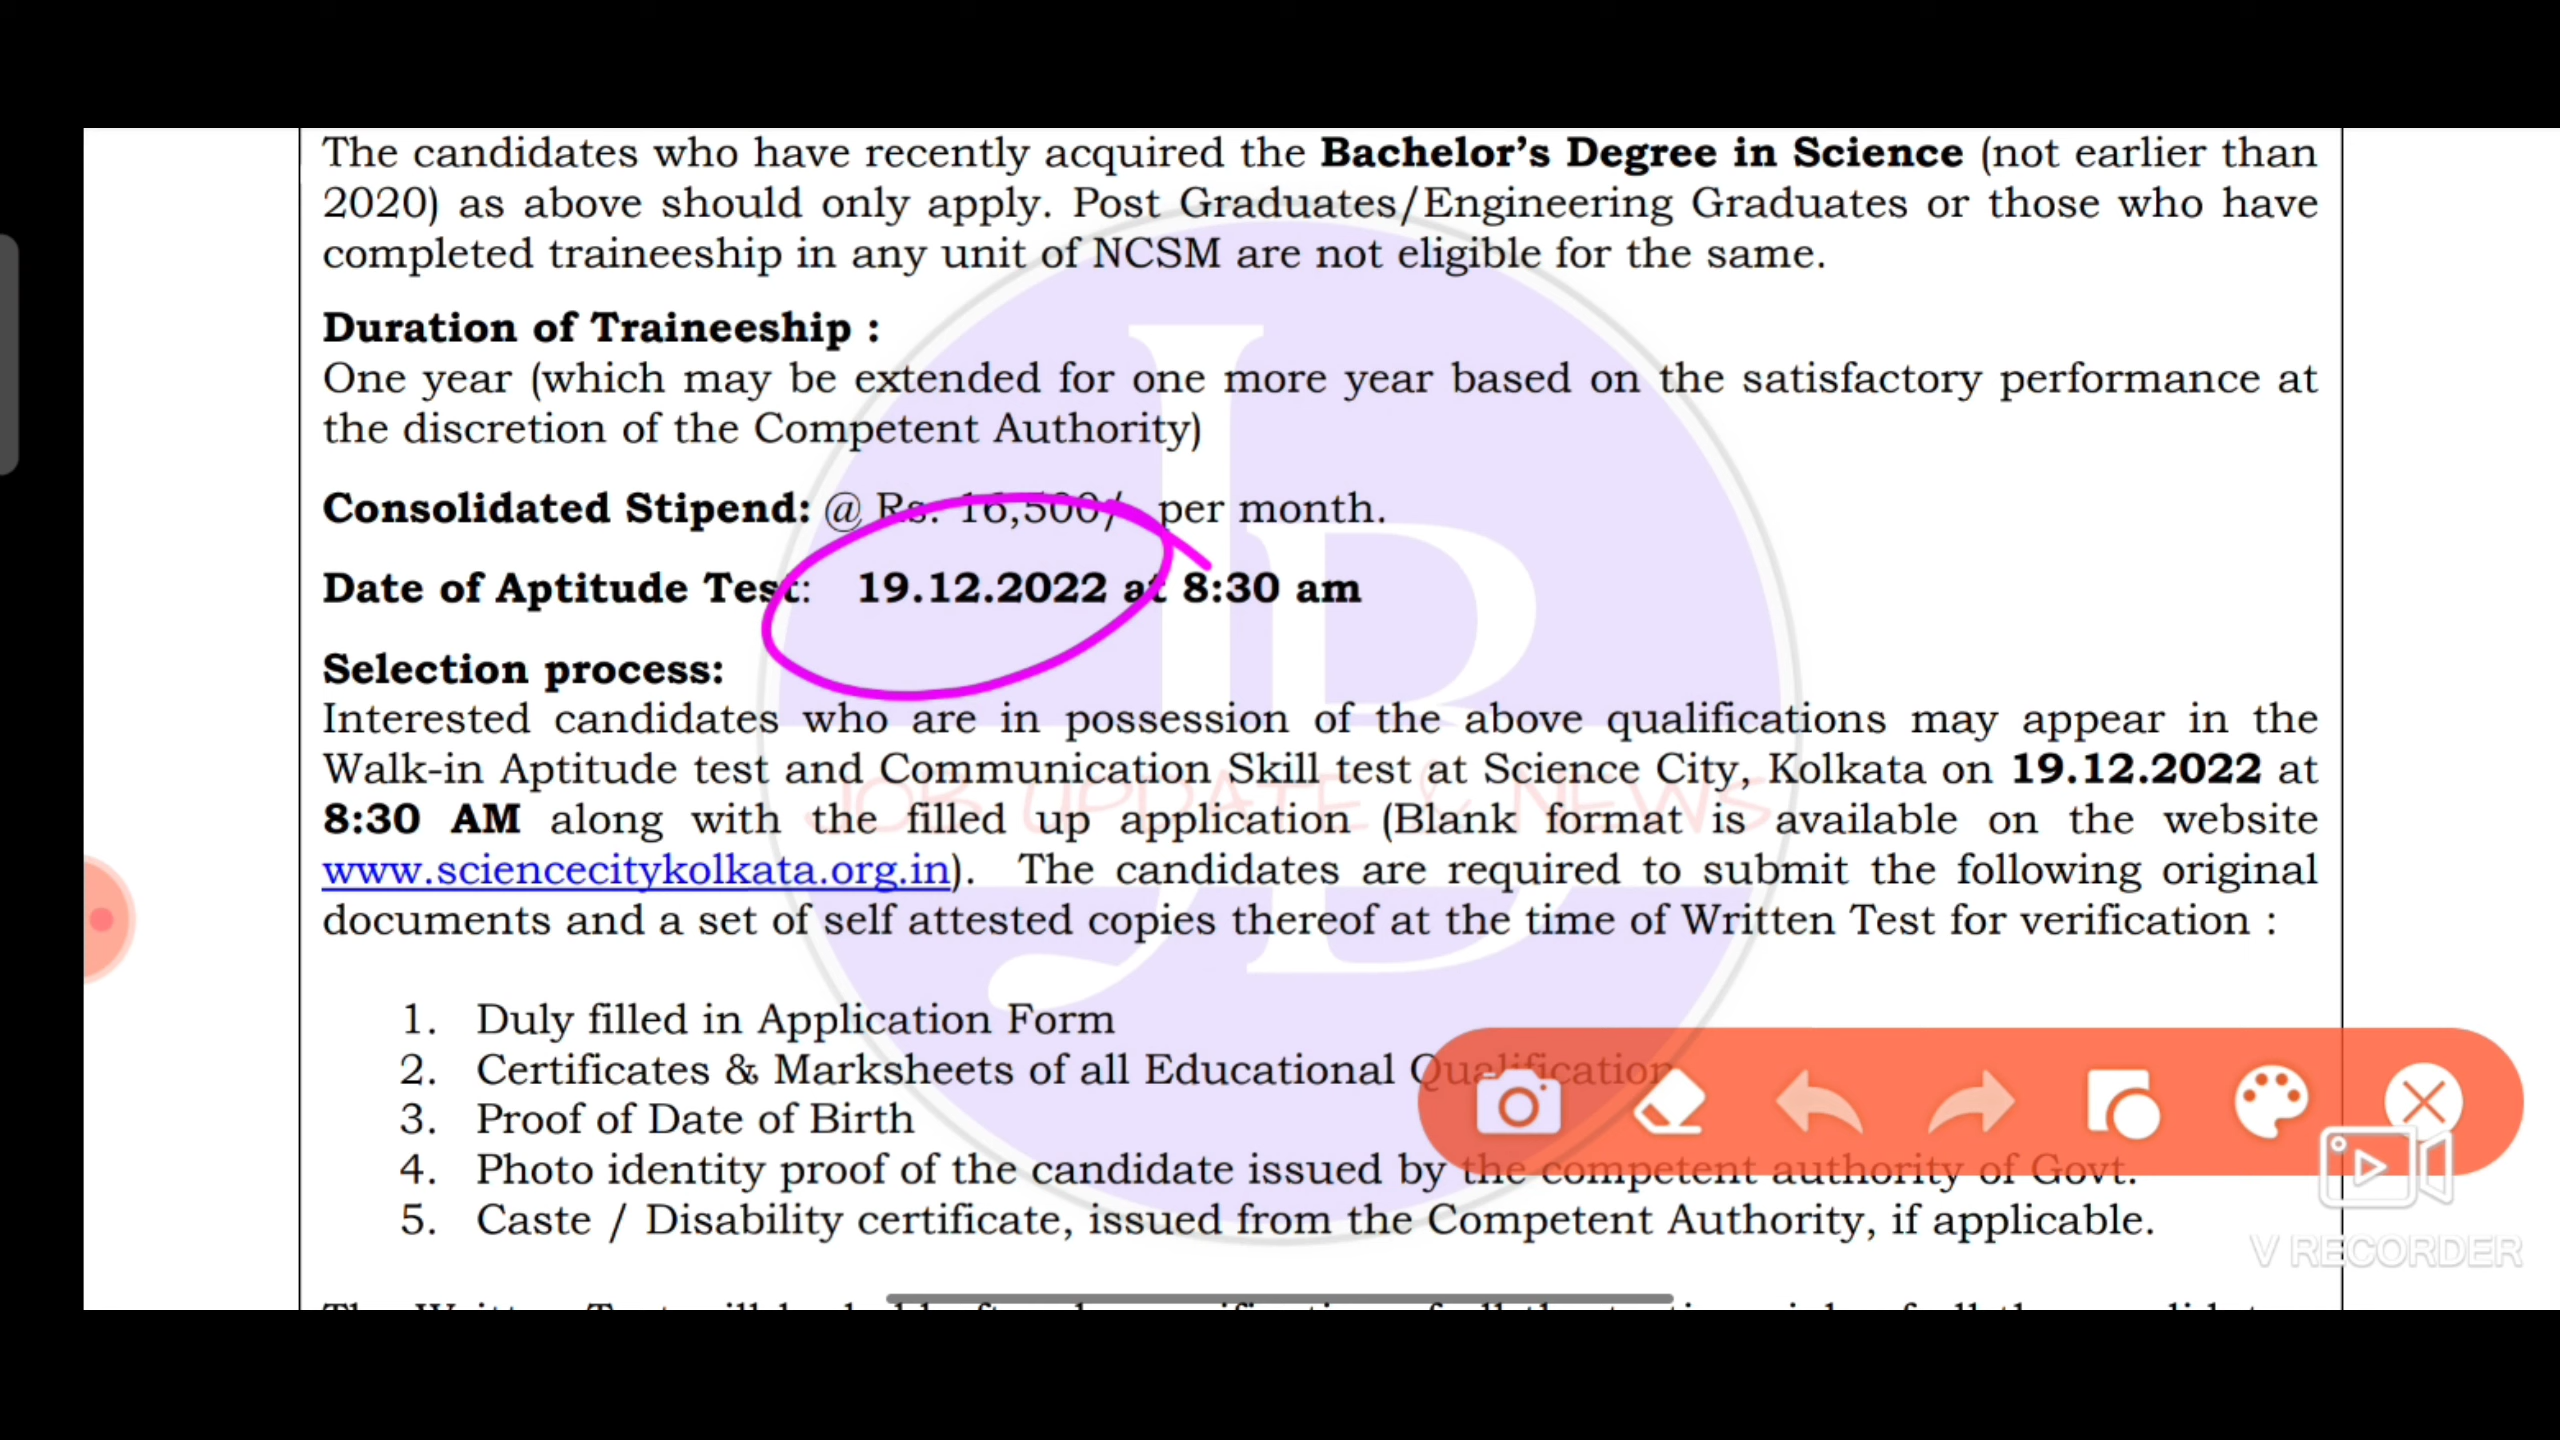 The candidates who have recently acquired the Bachelor's Degree in Science (not earlier than
2020) as above should only apply. Post Graduates/Engineering Graduates or those who have
completed traineeship in any unit of NCSM are not eligible for the same.
Duration of Traineeship :
One year (which may be extended for one more year based on the satisfactory performance at
the discretion of the Competent Authority)
Consolidated Stipend: @ Rs. 16,500/- per month.
Date of Aptitude Test: 19.12.2022 at 8:30 am
Selection process:
Interested candidates who are in possession of the above qualifications may appear in the
Walk-in Aptitude test and Communication Skill test at Science City, Kolkata on 19.12.2022 at
8:30 AM along with the filled up application (Blank format is available on the website
www.sciencecitykolkata.org.in). The candidates are required to submit the following original
documents and a set of self attested copies thereof at the time of Written Test for verification :
1. Duly filled in Application Form
2. Certificates & Marksheets of all Educational Qualification
3. Proof of Date of Birth
4. Photo identity proof of the candidate issued by the competent authority of Govt.
5. Caste / Disability certificate, issued from the Competent Authority, if applicable.
JB
JOB UPDATE & NEWS
V RECORDER